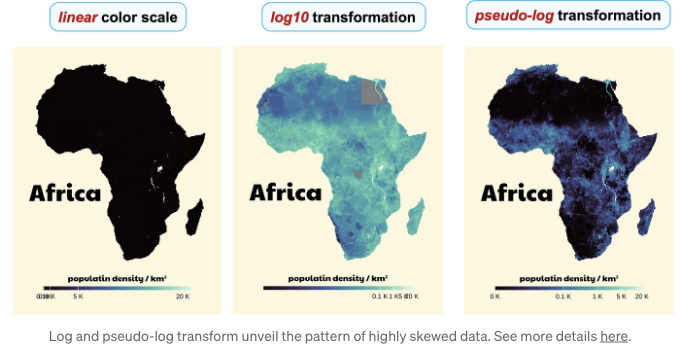 linear color scale
log10 transformation
pseudo-log transformation
Africa
populatin density / km²
5 K
20 K
Africa
populatin density / km²
0.1 K 1 K 5 K 20 K
Africa
populatin density / km²
0 K
0.1 K
1 K
5 K
20 K
Log and pseudo-log transform unveil the pattern of highly skewed data. See more details here.